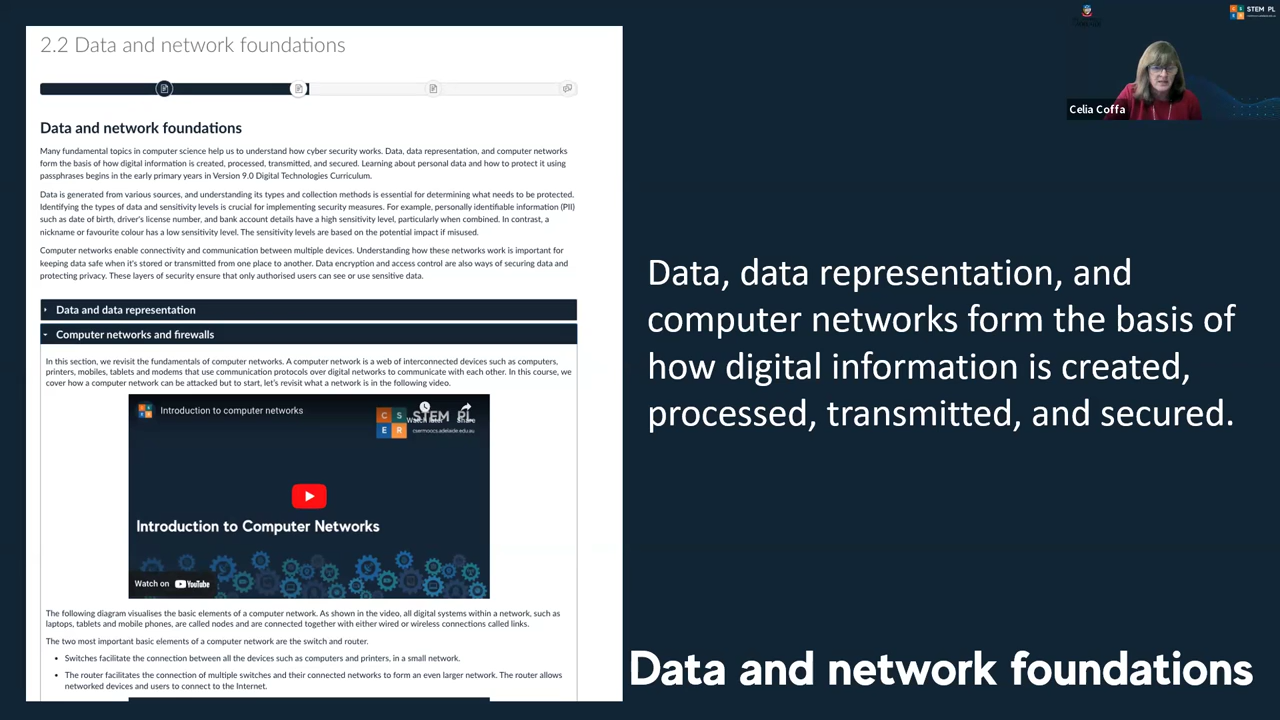 2.2 Data and network foundations
Data and network foundations
Many fundamental topics in computer science help us to understand how cyber security works. Data, data representation, and computer networks
form the basis of how digital information is created, processed, transmitted, and secured. Learning about personal data and how to protect it using
passphrases begins in the early primary years in Version 9.0 Digital Technologies Curriculum.
Data is generated from various sources, and understanding its types and collection methods is essential for determining what needs to be protected.
Identifying the types of data and sensitivity levels is crucial for implementing security measures. For example, personally identifiable information (PII)
such as date of birth, driver's license number, and bank account details have a high sensitivity level, particularly when combined. In contrast, a
nickname or favourite colour has a low sensitivity level. The sensitivity levels are based on the potential impact if misused.
Computer networks enable connectivity and communication between multiple devices. Understanding how these networks work is important for
keeping data safe when it's stored or transmitted from one place to another. Data encryption and access control are also ways of securing data and
protecting privacy. These layers of security ensure that only authorised users can see or use sensitive data.
Data and data representation
Computer networks and firewalls
In this section, we revisit the fundamentals of computer networks. A computer network is a web of interconnected devices such as computers,
printers, mobiles, tablets and modems that use communication protocols over digital networks to communicate with each other. In this course, we
cover how a computer network can be attacked but to start, let's revisit what a network is in the following video.
Introduction to computer networks
CS STEM PL
ER
Watch later Share
csermoocs.adelaide.edu.au
Introduction to Computer Networks
Watch on YouTube
The following diagram visualises the basic elements of a computer network. As shown in the video, all digital systems within a network, such as
laptops, tablets and mobile phones, are called nodes and are connected together with either wired or wireless connections called links.
The two most important basic elements of a computer network are the switch and router.
• Switches facilitate the connection between all the devices such as computers and printers, in a small network.
• The router facilitates the connection of multiple switches and their connected networks to form an even larger network. The router allows
networked devices and users to connect to the Internet.
STEM PL
Celia Coffa
Data, data representation, and
computer networks form the basis of
how digital information is created,
processed, transmitted, and secured.
Data and network foundations